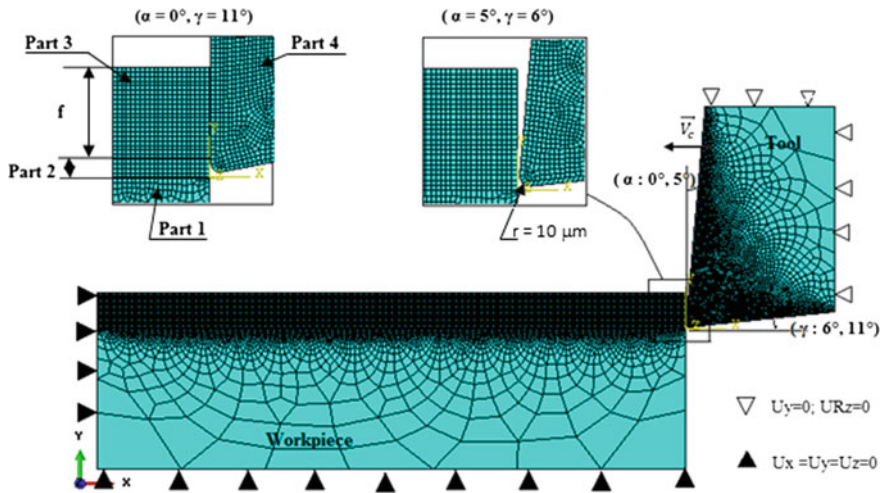 (α = 0°, γ = 11°)
(α = 5°, γ = 6°)
Part 3
Part 4
f
Part 2
Part 1
Y
X
r = 10 μm
Y
X
V⃗c
Tool
(α : 0°, 5°)
Z
X
(γ : 6°, 11°)
Uy=0; URz=0
Workpiece
Ux =Uy=Uz=0
Y
X